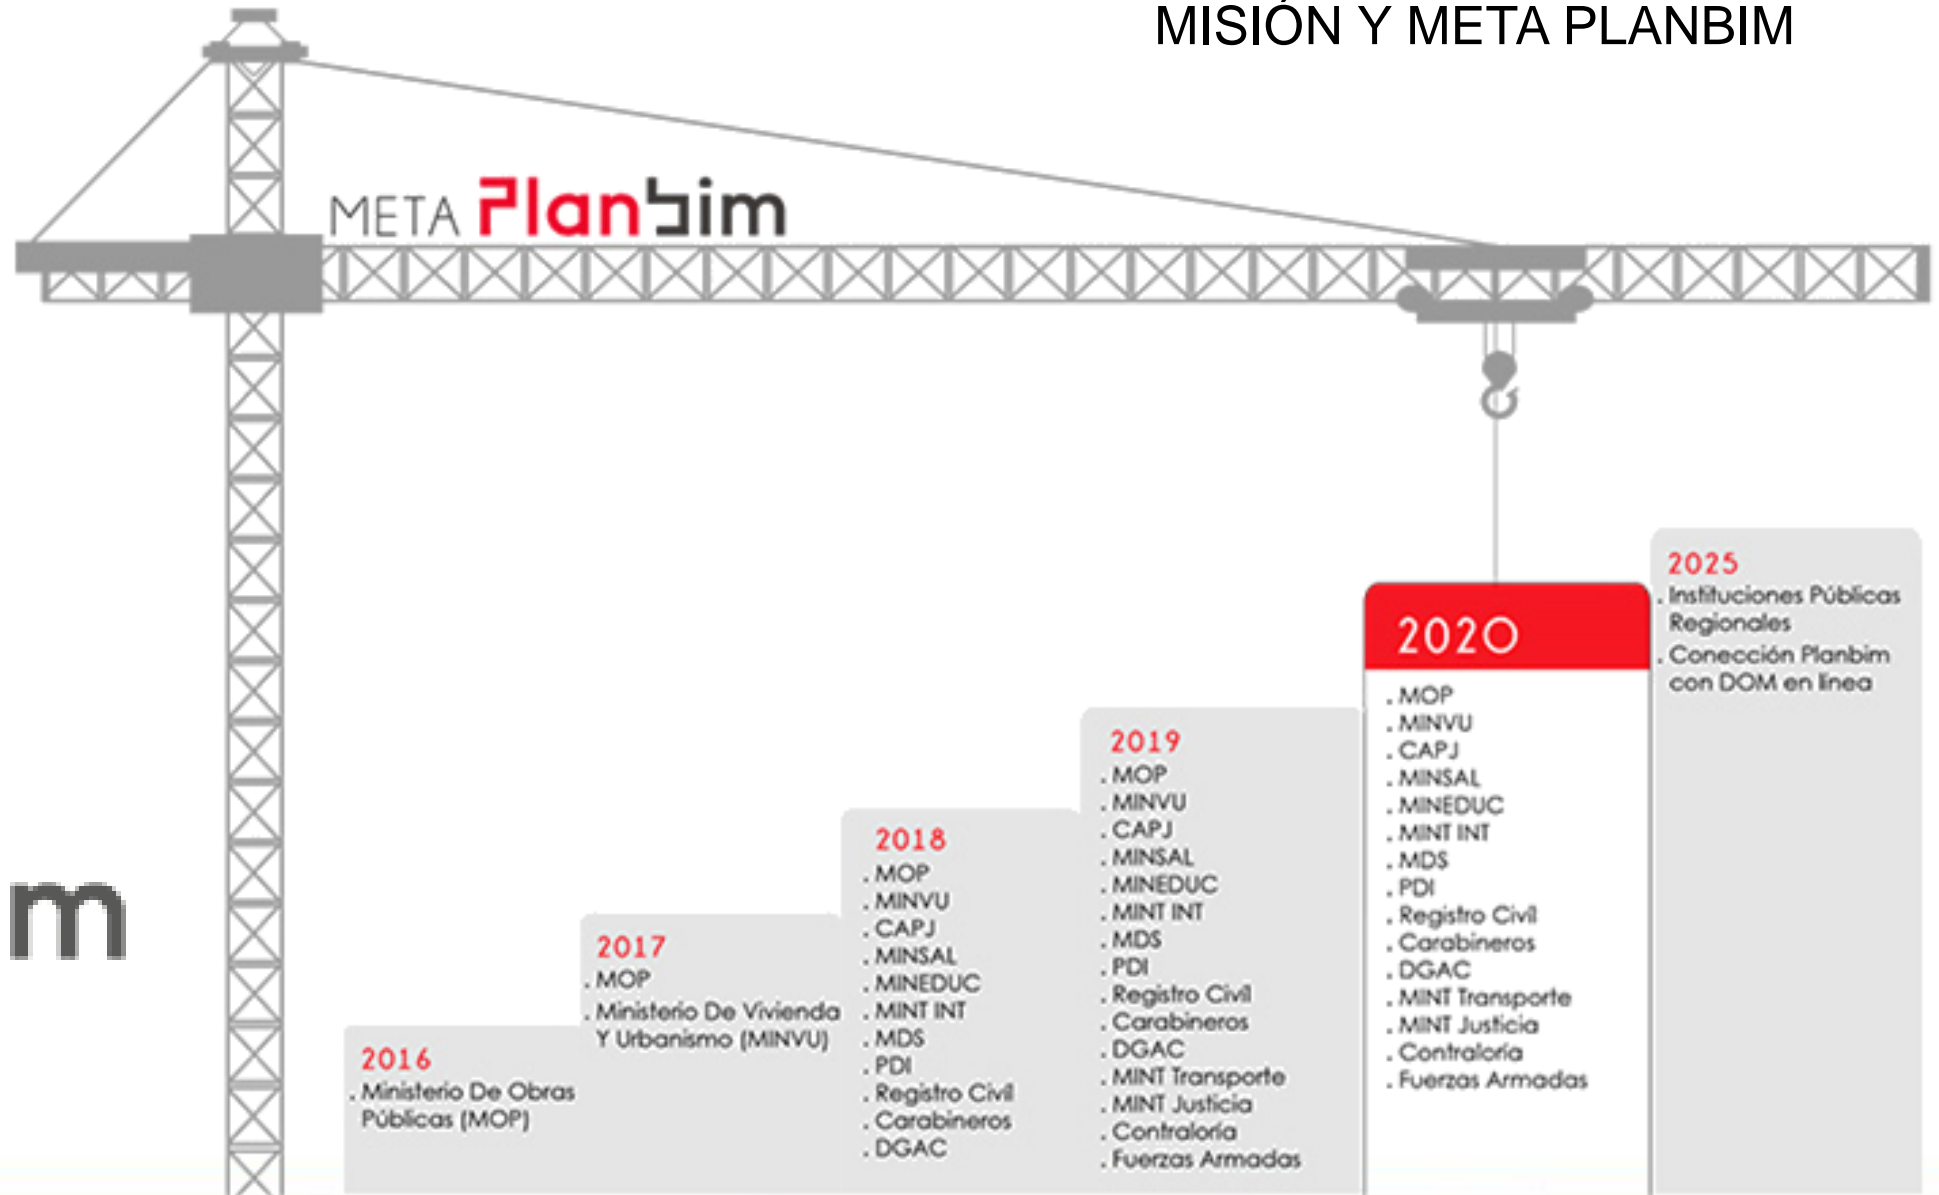 MISIÓN Y META PLANBIM
META Planbim
m
2016
. Ministerio De Obras
Públicas (MOP)
2017
. MOP
. Ministerio De Vivienda
Y Urbanismo (MINVU)
2018
. MOP
. MINVU
. CAPJ
. MINSAL
. MINEDUC
. MINT INT
. MDS
. PDI
. Registro Civil
. Carabineros
. DGAC
2019
. MOP
. MINVU
. CAPJ
. MINSAL
. MINEDUC
. MINT INT
. MDS
. PDI
. Registro Civil
. Carabineros
. DGAC
. MINT Transporte
. MINT Justicia
. Contraloría
. Fuerzas Armadas
2020
. MOP
. MINVU
. CAPJ
. MINSAL
. MINEDUC
. MINT INT
. MDS
. PDI
. Registro Civil
. Carabineros
. DGAC
. MINT Transporte
. MINT Justicia
. Contraloría
. Fuerzas Armadas
2025
. Instituciones Públicas
Regionales
. Conección Planbim
con DOM en línea